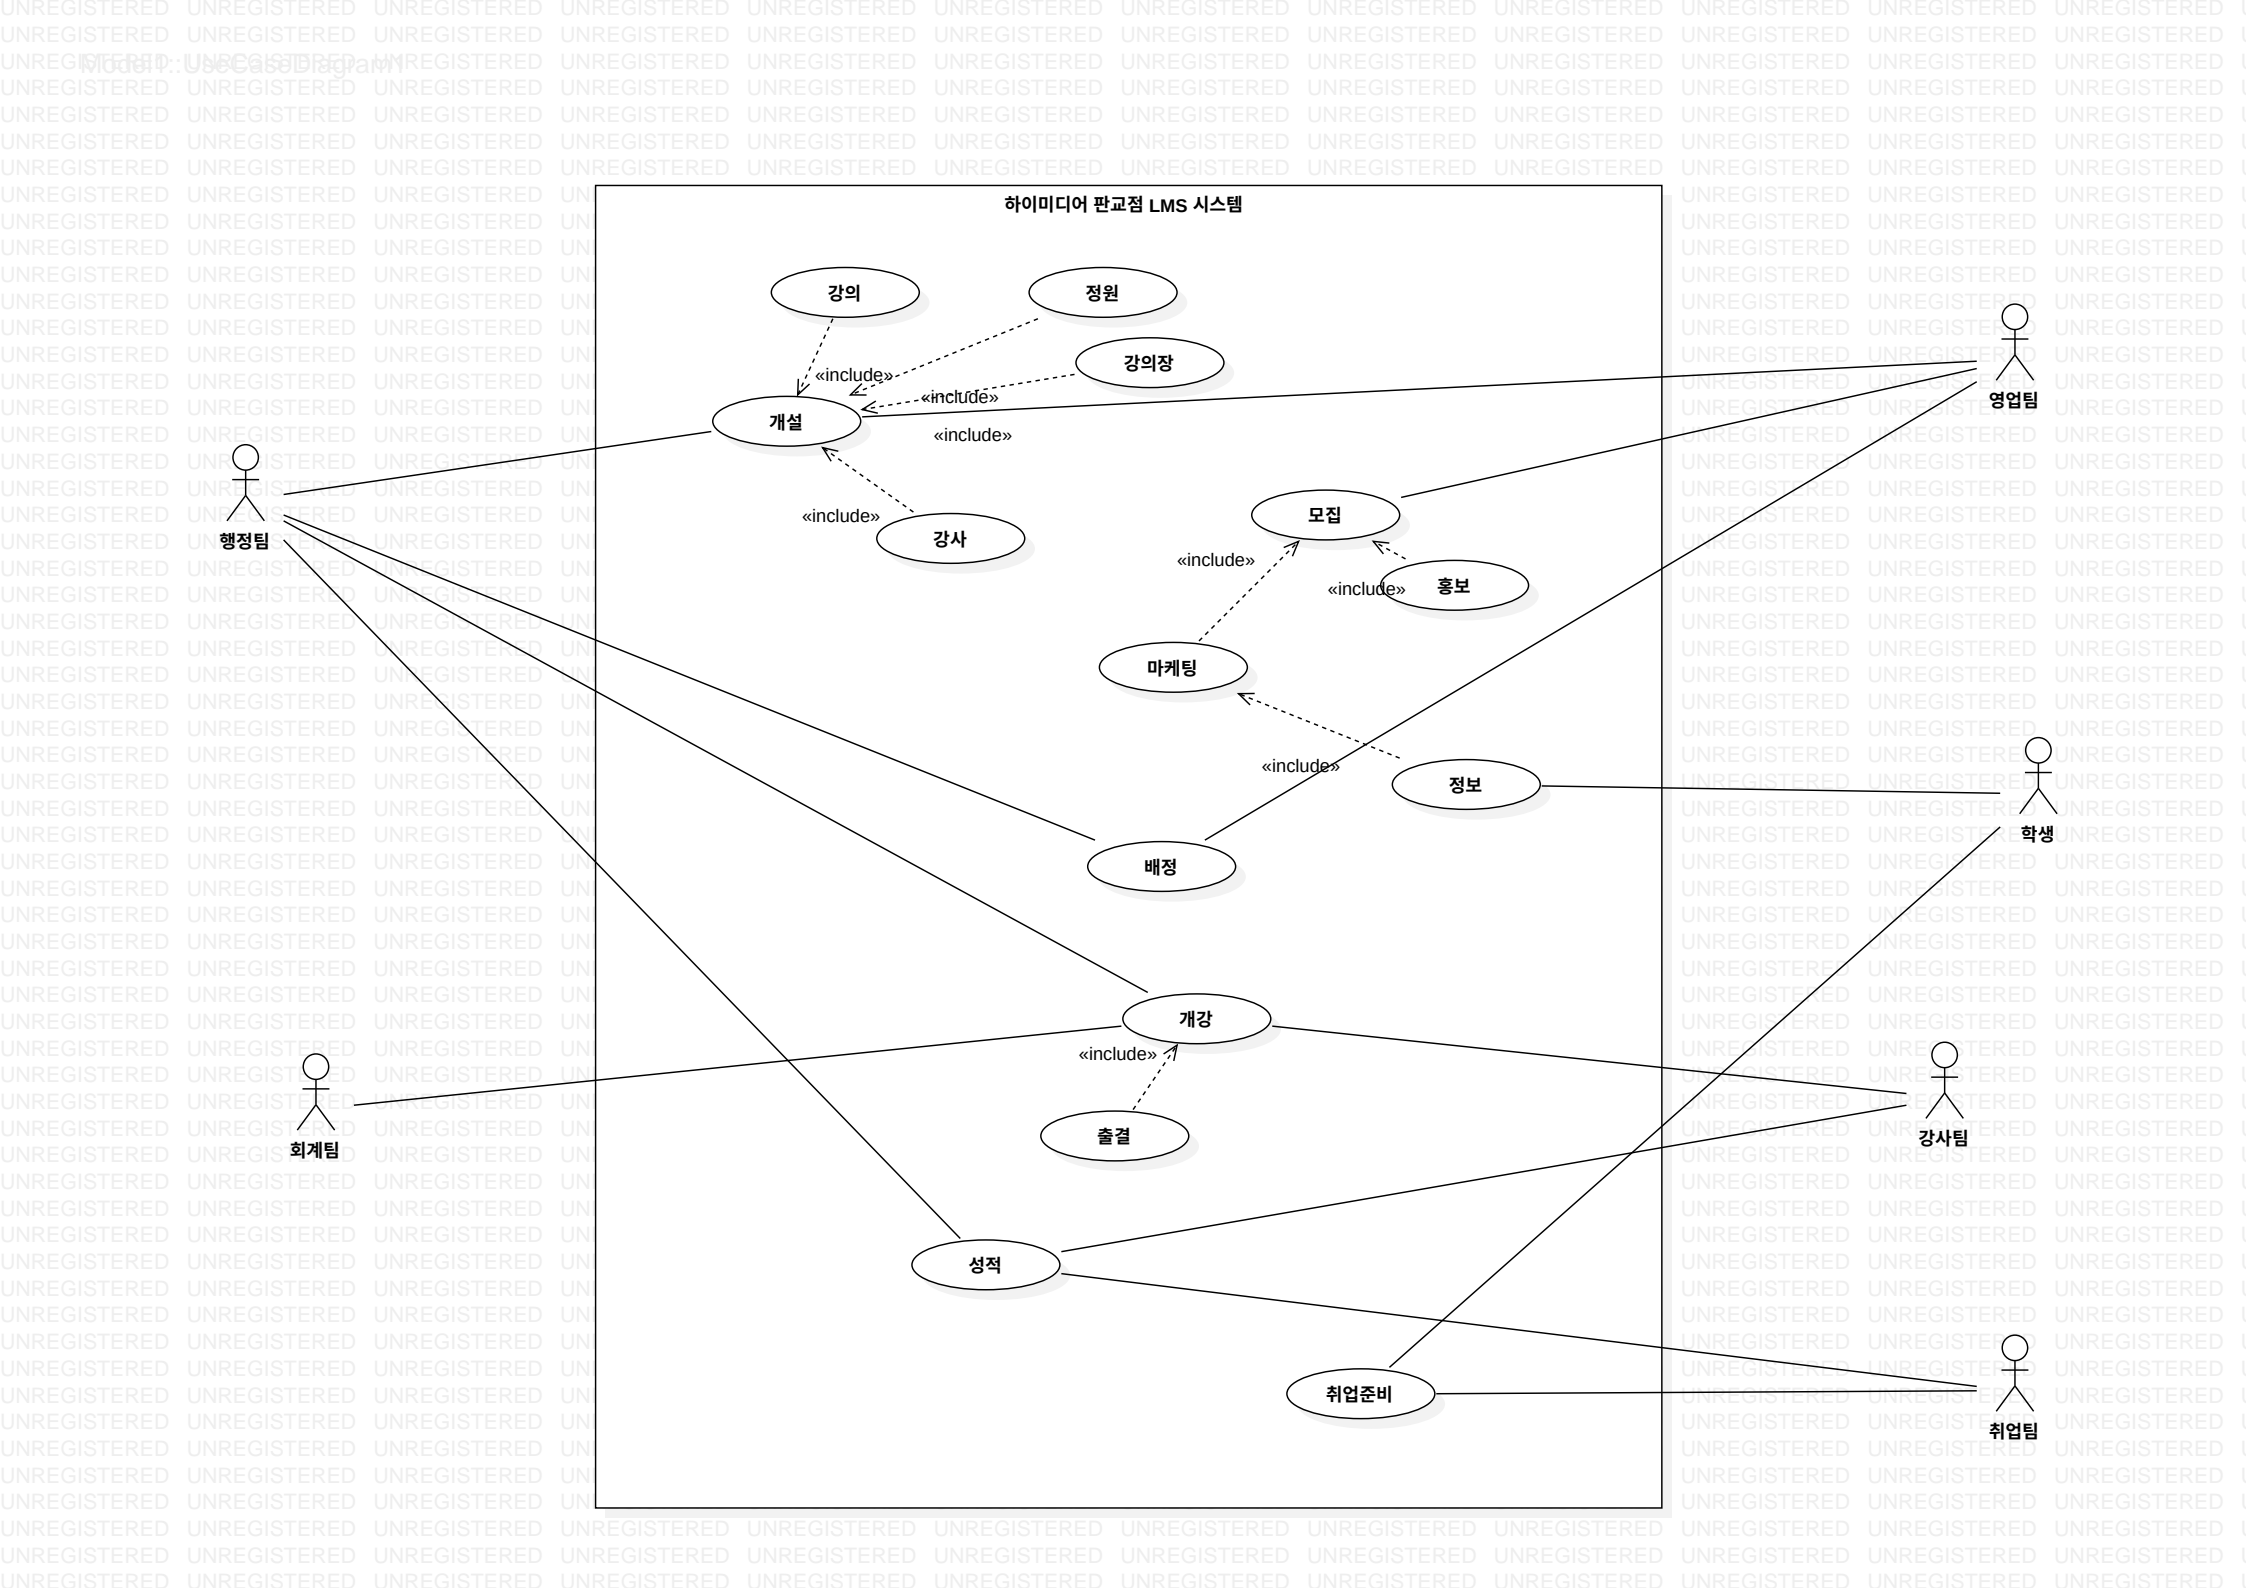 Model1::UseCaseDiagram1
하이미디어 판교점 LMS 시스템
강의
정원
강의장
«include»
«include»
개설
«include»
영업팀
행정팀
«include»
강사
모집
«include»
«include»
홍보
마케팅
«include»
정보
학생
배정
개강
«include»
출결
회계팀
강사팀
성적
취업준비
취업팀
UNREGISTERED